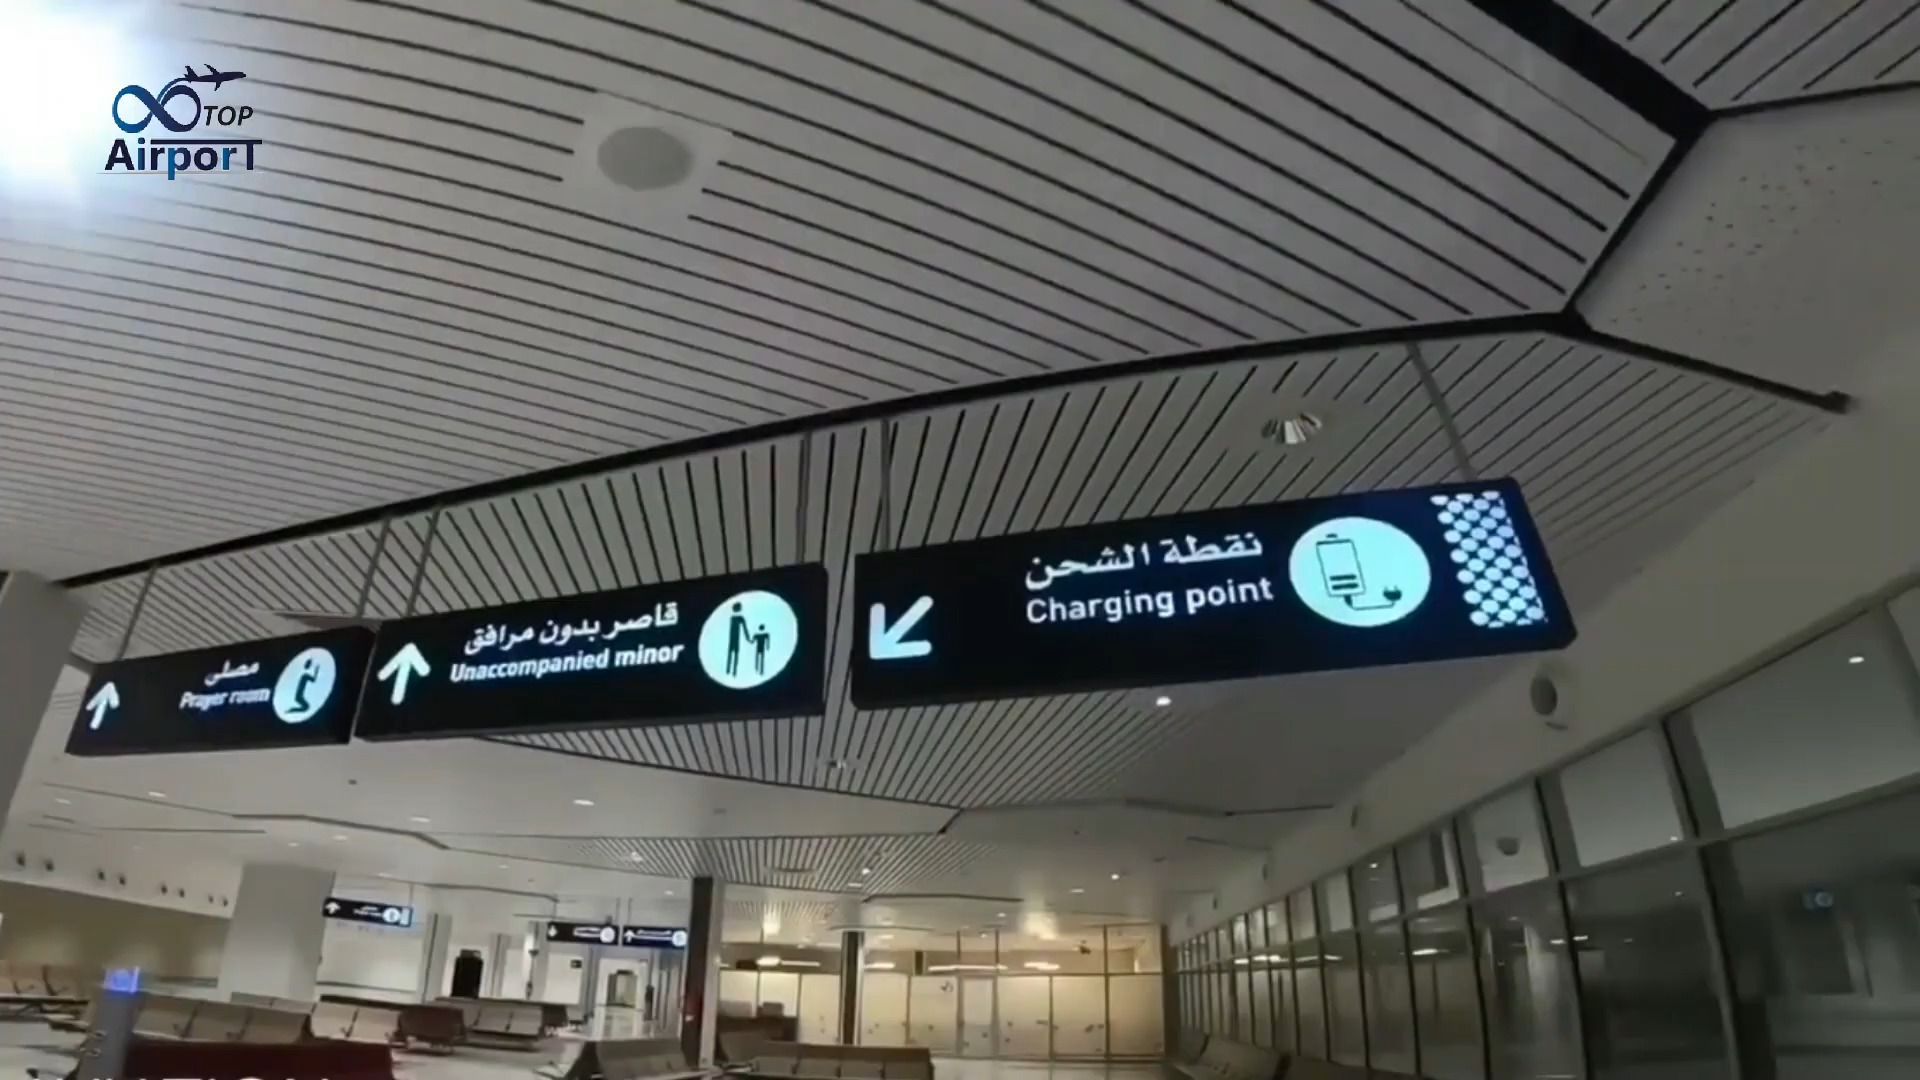 TOP
AirporT
مصلى
Prayer room
قاصر بدون مرافق
Unaccompanied minor
نقطة الشحن
Charging point